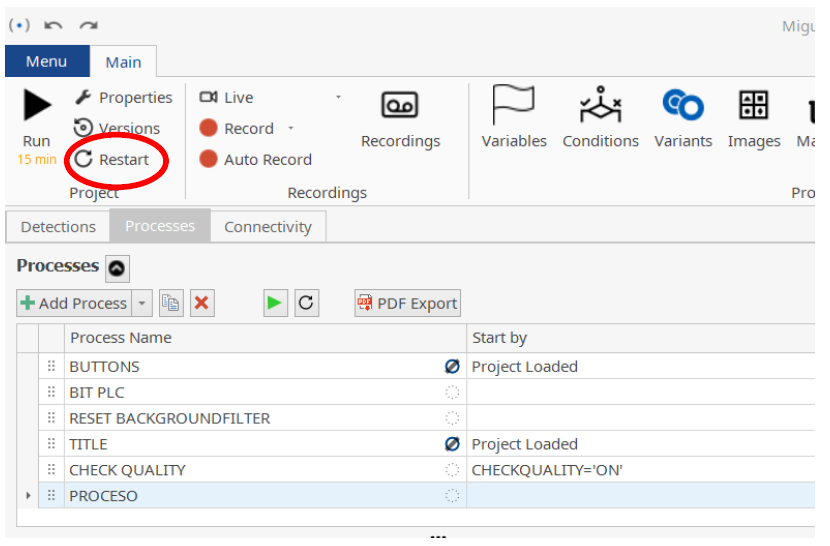 Migu
Menu Main
Properties Live
Versions Record
Run Recordings Variables Conditions Variants Images Ma
15 min Restart Auto Record
Project Recordings Pro
Detections Processes Connectivity
Processes
Add Process PDF Export
Process Name Start by
BUTTONS Project Loaded
BIT PLC
RESET BACKGROUNDFILTER
TITLE Project Loaded
CHECK QUALITY CHECKQUALITY='ON'
PROCESO